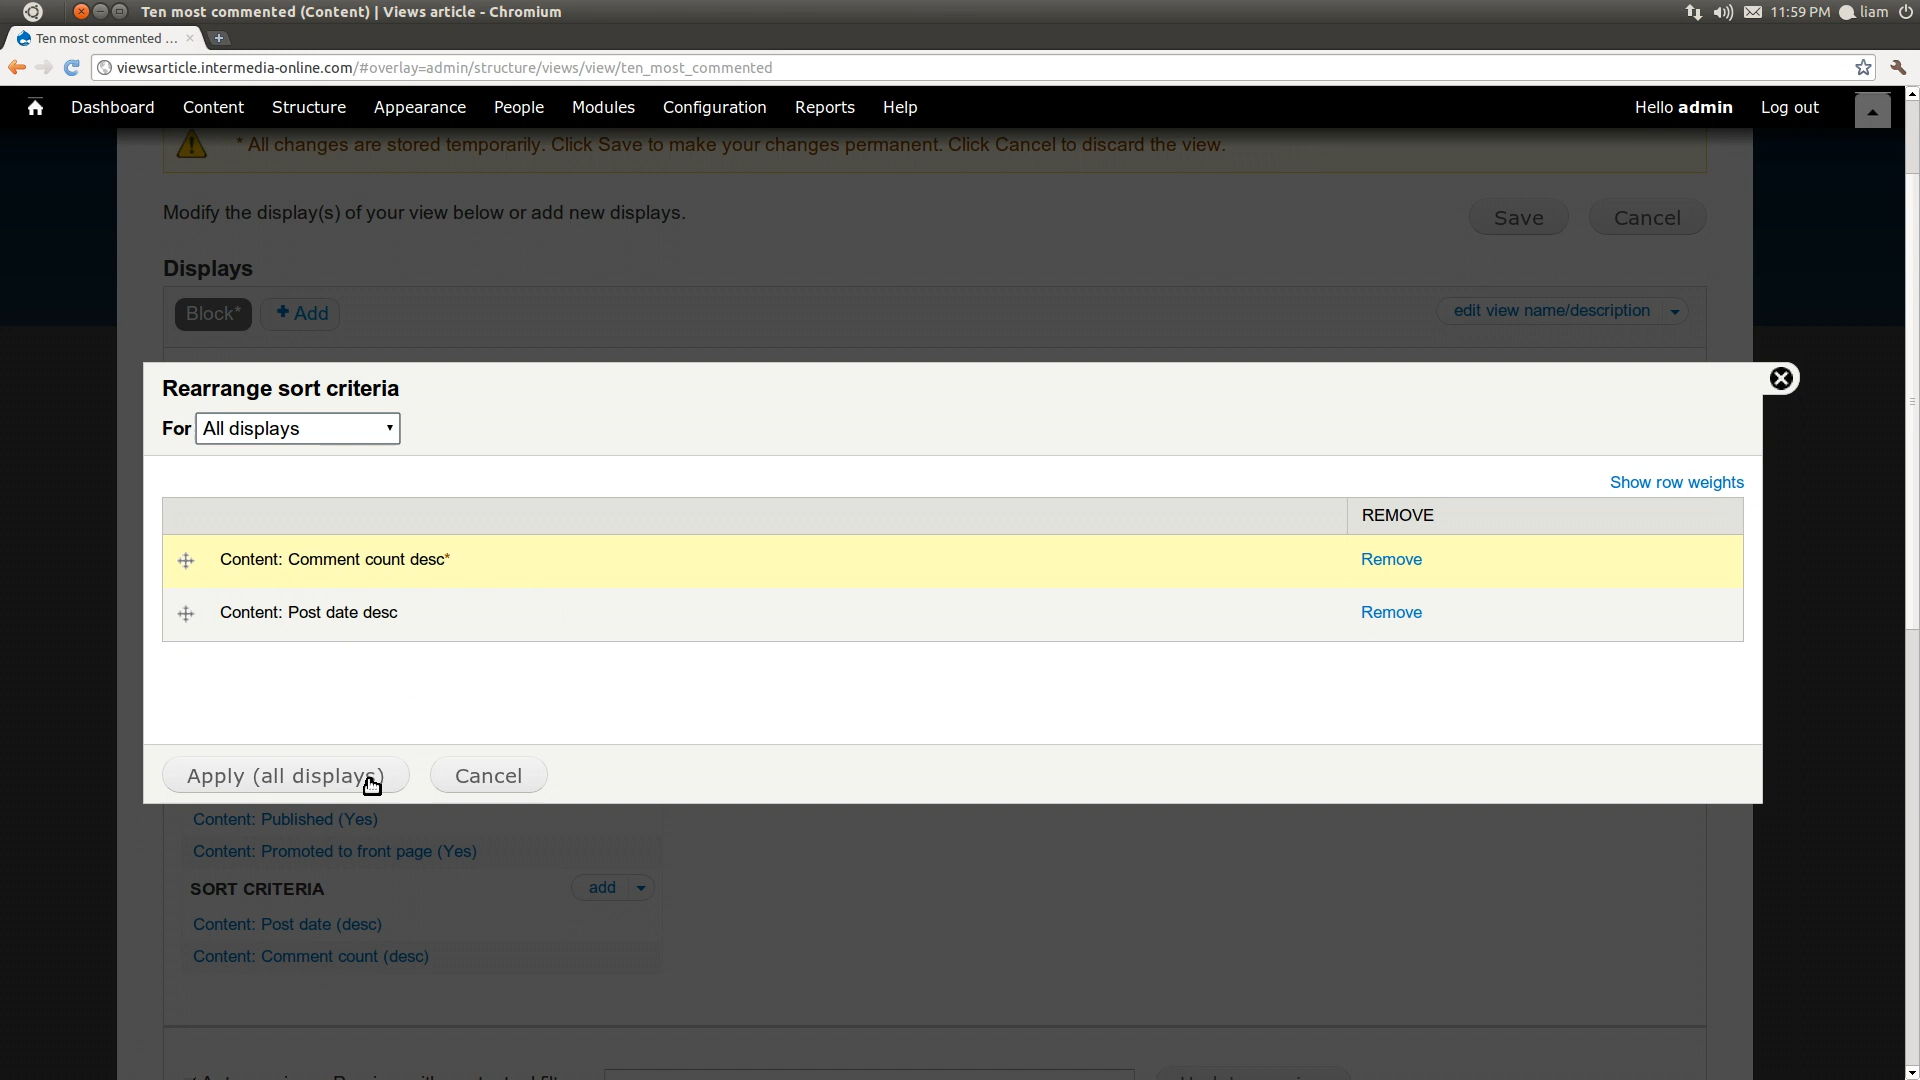 Ten most commented (Content) | Views article - Chromium
11:59 PM
liam
Ten most commented ...
viewsarticle.intermedia-online.com/#overlay=admin/structure/views/view/ten_most_commented
Dashboard Content Structure Appearance People Modules Configuration Reports Help
Hello admin Log out
* All changes are stored temporarily. Click Save to make your changes permanent. Click Cancel to discard the view.
Modify the display(s) of your view below or add new displays.
Save Cancel
Displays
Block* Add
edit view name/description
Rearrange sort criteria
For All displays
Show row weights
REMOVE
Content: Comment count desc* Remove
Content: Post date desc Remove
Apply (all displays) Cancel
Content: Published (Yes)
Content: Promoted to front page (Yes)
SORT CRITERIA add
Content: Post date (desc)
Content: Comment count (desc)